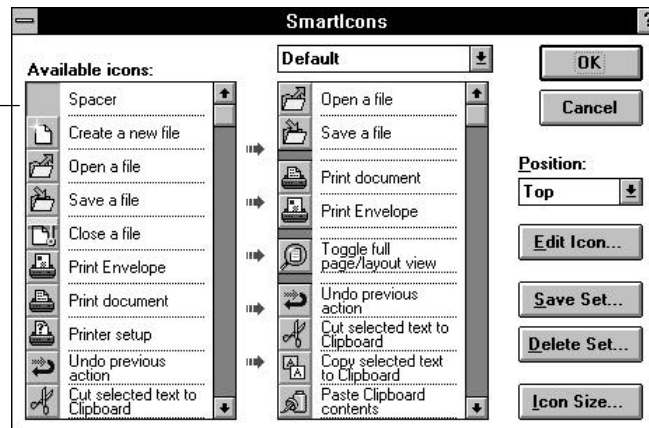 SmartIcons
?
Available icons:
Spacer
Create a new file
Open a file
Save a file
Close a file
Print Envelope
Print document
Printer setup
Undo previous
action
Cut selected text to
Clipboard
Default
Open a file
Save a file
Print document
Print Envelope
Toggle full
page/layout view
Undo previous
action
Cut selected text to
Clipboard
Copy selected text
to Clipboard
Paste Clipboard
contents
OK
Cancel
Position:
Top
Edit Icon...
Save Set...
Delete Set...
Icon Size...